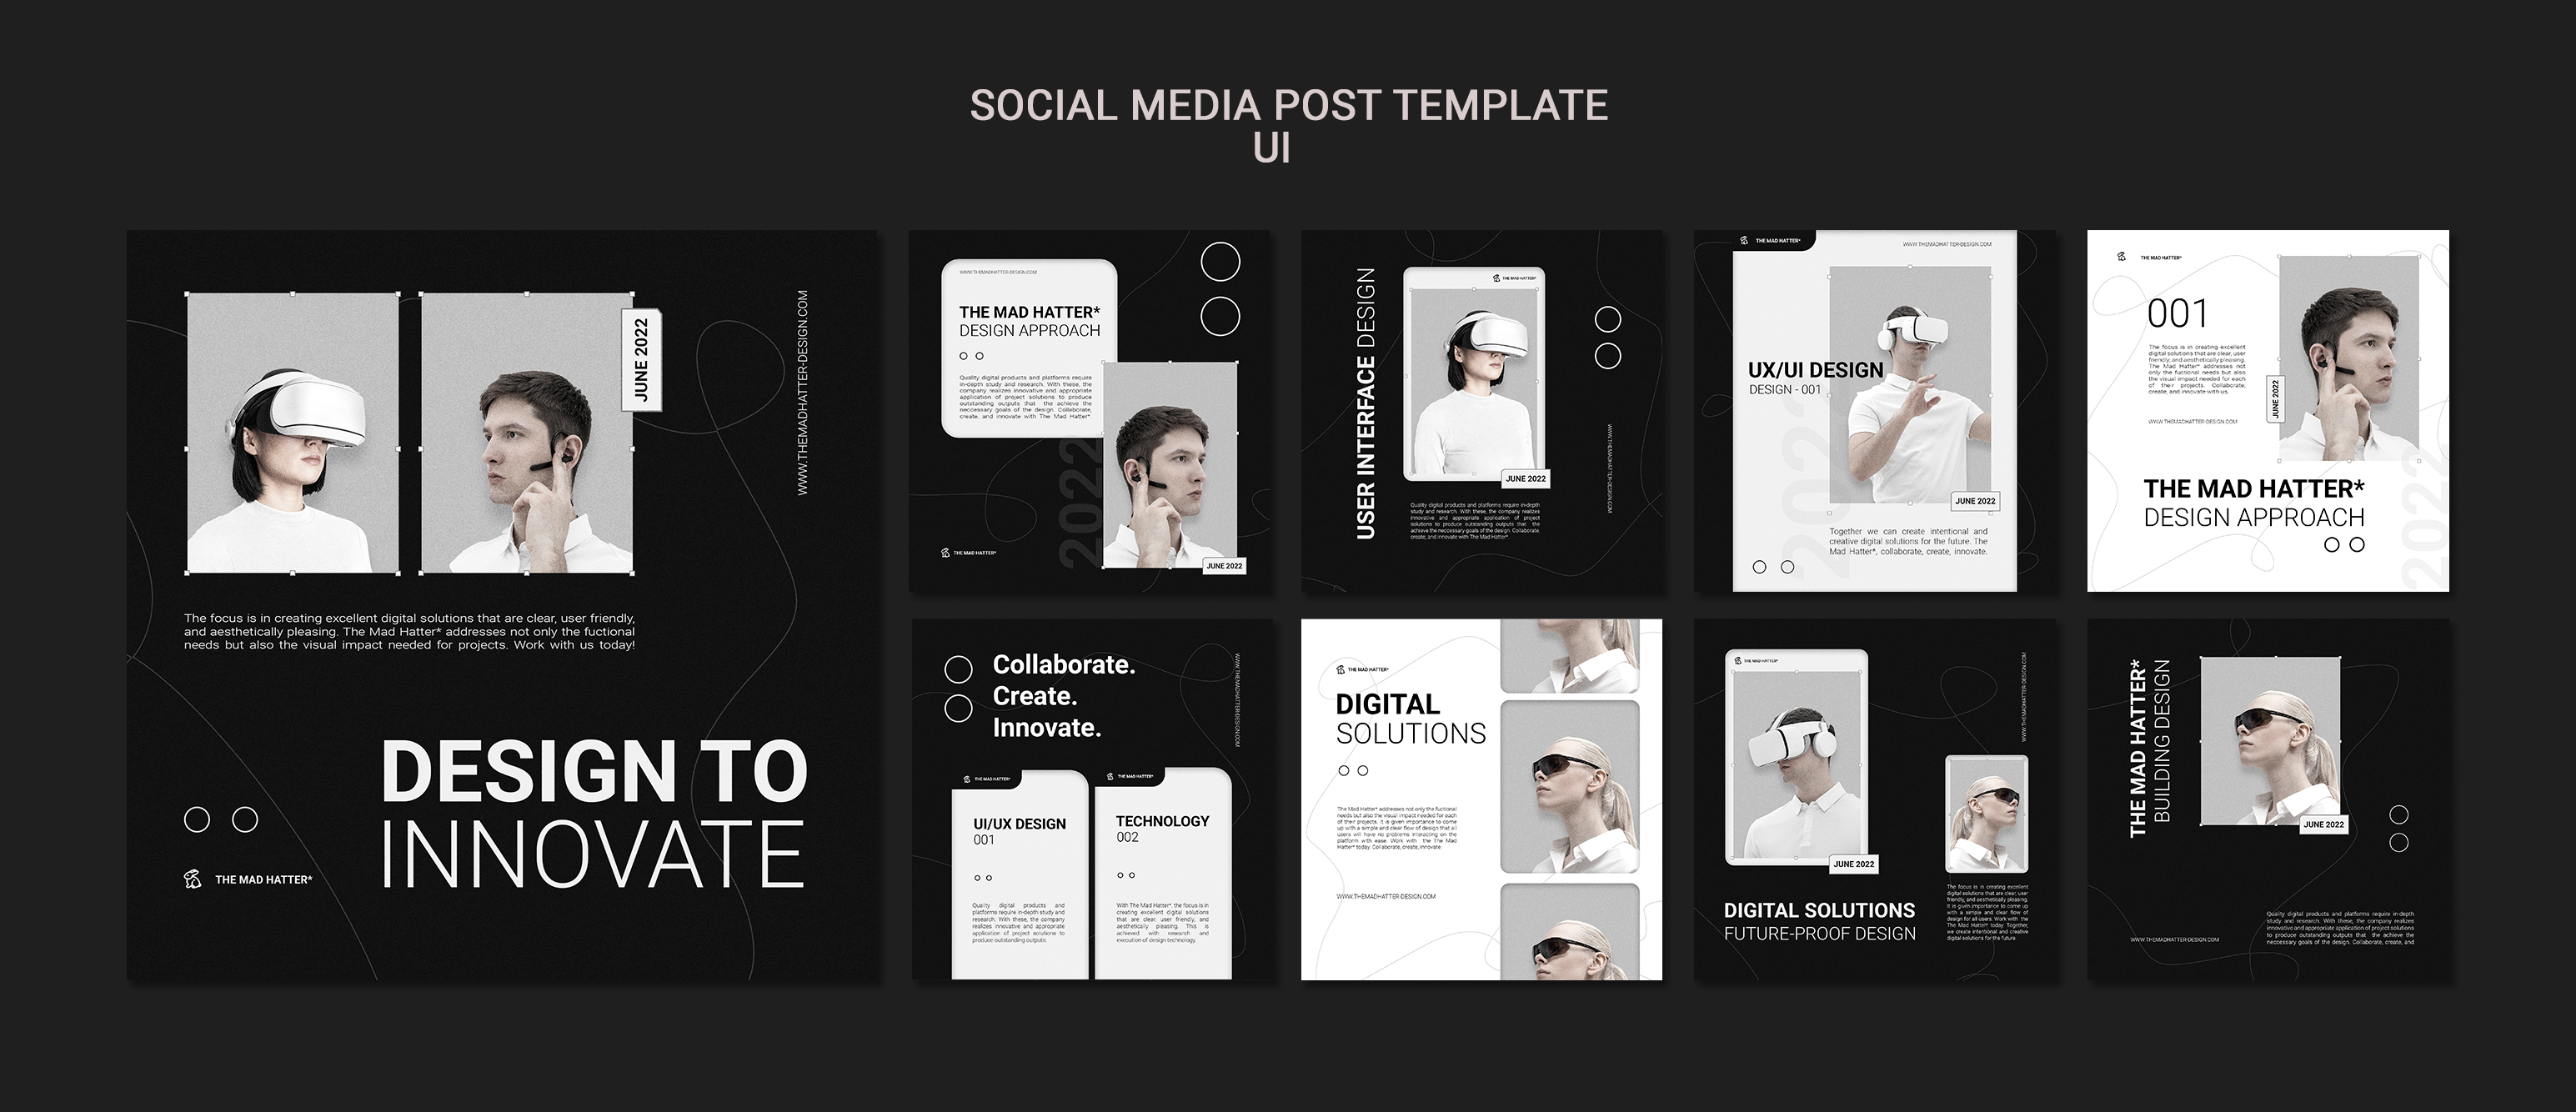 SOCIAL MEDIA POST TEMPLATE
UI
JUNE 2022
WWW.THEMADHATTER-DESIGN.COM
The focus is in creating excellent digital solutions that are clear, user friendly,
and aesthetically pleasing. The Mad Hatter* addresses not only the fuctional
needs but also the visual impact needed for projects. Work with us today!
DESIGN TO
INNOVATE
THE MAD HATTER*
WWW.THEMADHATTER-DESIGN.COM
THE MAD HATTER*
DESIGN APPROACH
Quality digital products and platforms require
in-depth study and research. With these, the
company realizes innovative and appropriate
application of project solutions to produce
outstanding outputs that the achieve the
neccessary goals of the design. Collaborate,
create, and innovate with The Mad Hatter*.
2022
THE MAD HATTER*
JUNE 2022
USER INTERFACE DESIGN
THE MAD HATTER*
JUNE 2022
WWW.THEMADHATTER-DESIGN.COM
Quality digital products and platforms require in-depth
study and research. With these, the company realizes
innovative and appropriate application of project
solutions to produce outstanding outputs that the
achieve the neccessary goals of the design. Collaborate,
create, and innovate with The Mad Hatter*.
THE MAD HATTER*
WWW.THEMADHATTER-DESIGN.COM
UX/UI DESIGN
DESIGN - 001
2022
JUNE 2022
Together we can create intentional and
creative digital solutions for the future. The
Mad Hatter*, collaborate, create, innovate.
THE MAD HATTER*
001
The focus is in creating excellent
digital solutions that are clear, user
friendly, and aesthetically pleasing.
The Mad Hatter* addresses not
only the fuctional needs but also
the visual impact needed for each
of their projects. Collaborate,
create, and innovate with us.
JUNE 2022
WWW.THEMADHATTER-DESIGN.COM
THE MAD HATTER*
DESIGN APPROACH
2022
Collaborate.
Create.
Innovate.
WWW.THEMADHATTER-DESIGN.COM
THE MAD HATTER*
UI/UX DESIGN
001
Quality digital products and
platforms require in-depth study and
research. With these, the company
realizes innovative and appropriate
application of project solutions to
produce outstanding outputs.
THE MAD HATTER*
TECHNOLOGY
002
With The Mad Hatter*, the focus is in
creating excellent digital solutions
that are clear, user friendly, and
aesthetically pleasing. This is
achieved with research and
execution of design technology.
THE MAD HATTER*
DIGITAL
SOLUTIONS
The Mad Hatter* addresses not only the fuctional
needs but also the visual impact needed for each
of their projects. It is given importance to come
up with a simple and clear flow of design that all
users will have no problems interacting on the
platform with ease. Work with the The Mad
Hatter* today. Collaborate, create, innovate.
WWW.THEMADHATTER-DESIGN.COM
THE MAD HATTER*
JUNE 2022
WWW.THEMADHATTER-DESIGN.COM
DIGITAL SOLUTIONS
FUTURE-PROOF DESIGN
The focus is in creating excellent
digital solutions that are clear, user
friendly, and aesthetically pleasing.
It is given importance to come up
with a simple and clear flow of
design for all users. Work with the
The Mad Hatter* today. Together,
we create intentional and creative
digital solutions for the future.
THE MAD HATTER*
BUILDING DESIGN
JUNE 2022
WWW.THEMADHATTER-DESIGN.COM
Quality digital products and platforms require in-depth
study and research. With these, the company realizes
innovative and appropriate application of project solutions
to produce outstanding outputs that the achieve the
neccessary goals of the design. Collaborate, create, and